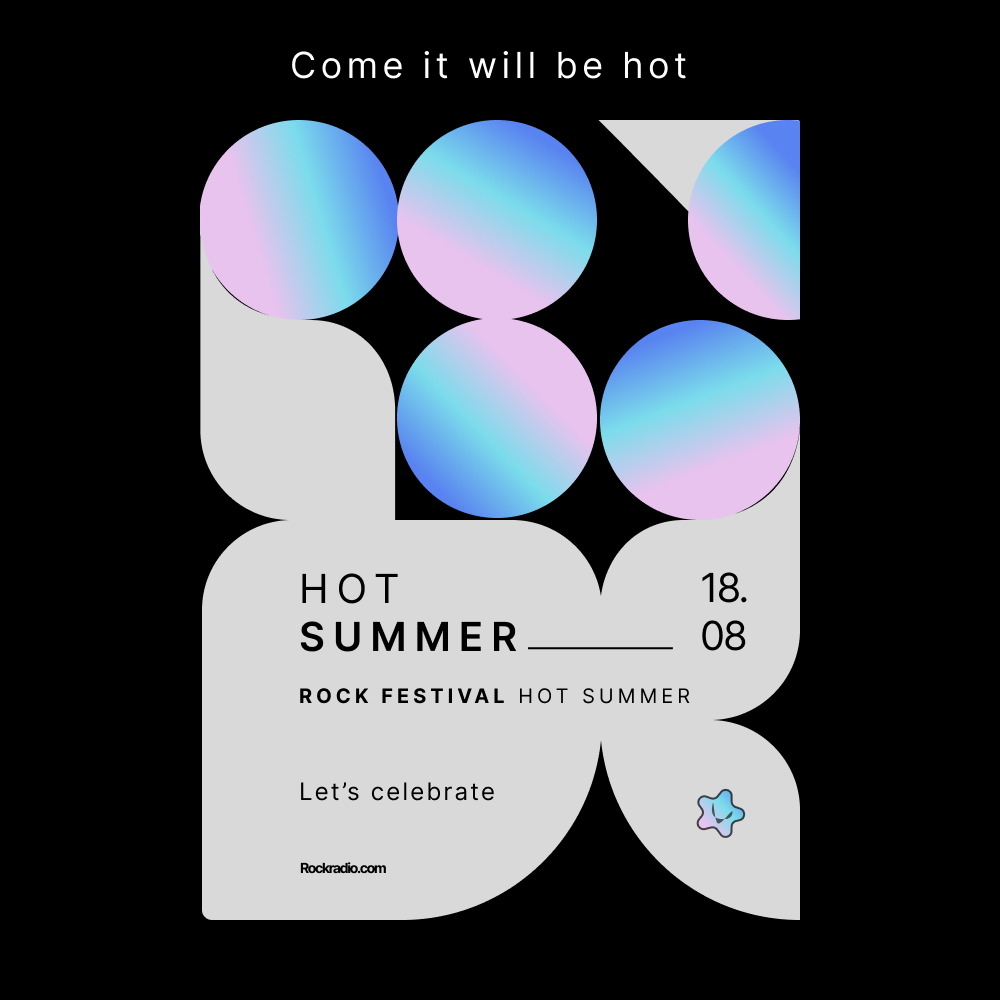 Come it will be hot
HOT
SUMMER
18.
08
ROCK FESTIVAL HOT SUMMER
Let’s celebrate
Rockradio.com